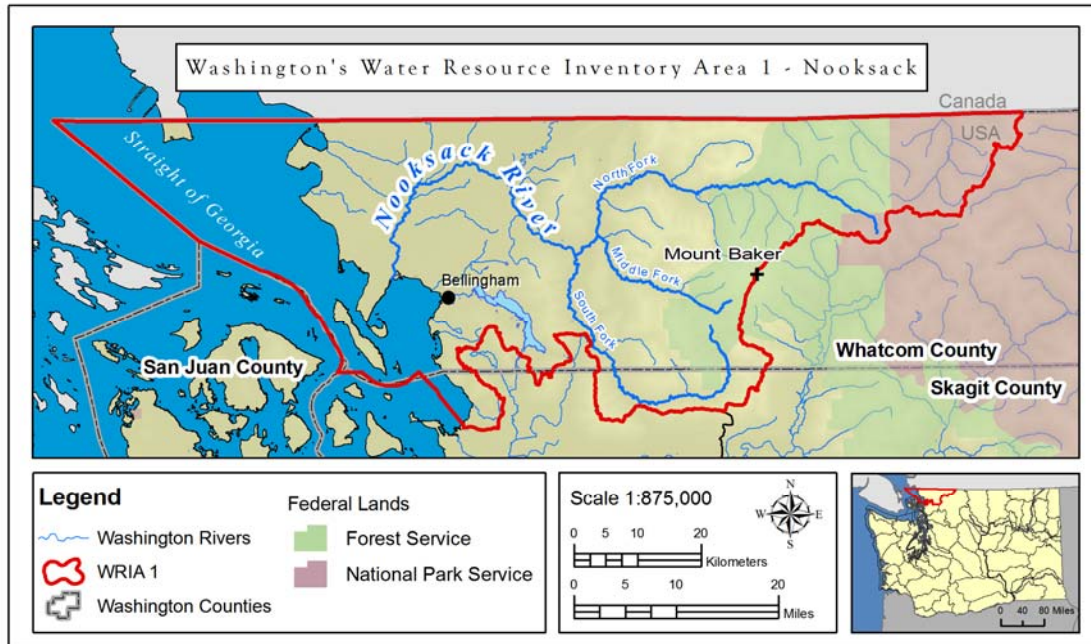 Washington's Water Resource Inventory Area 1 - Nooksack
Canada
USA
Straight of Georgia
Nooksack River
North Fork
Mount Baker
Middle Fork
Bellingham
South Fork
San Juan County
Whatcom County
Skagit County
Legend
Washington Rivers
WRIA 1
Washington Counties
Federal Lands
Forest Service
National Park Service
Scale 1:875,000
N
W E
S
0 5 10 20
Kilometers
0 5 10 20
Miles
0 40 80 Miles